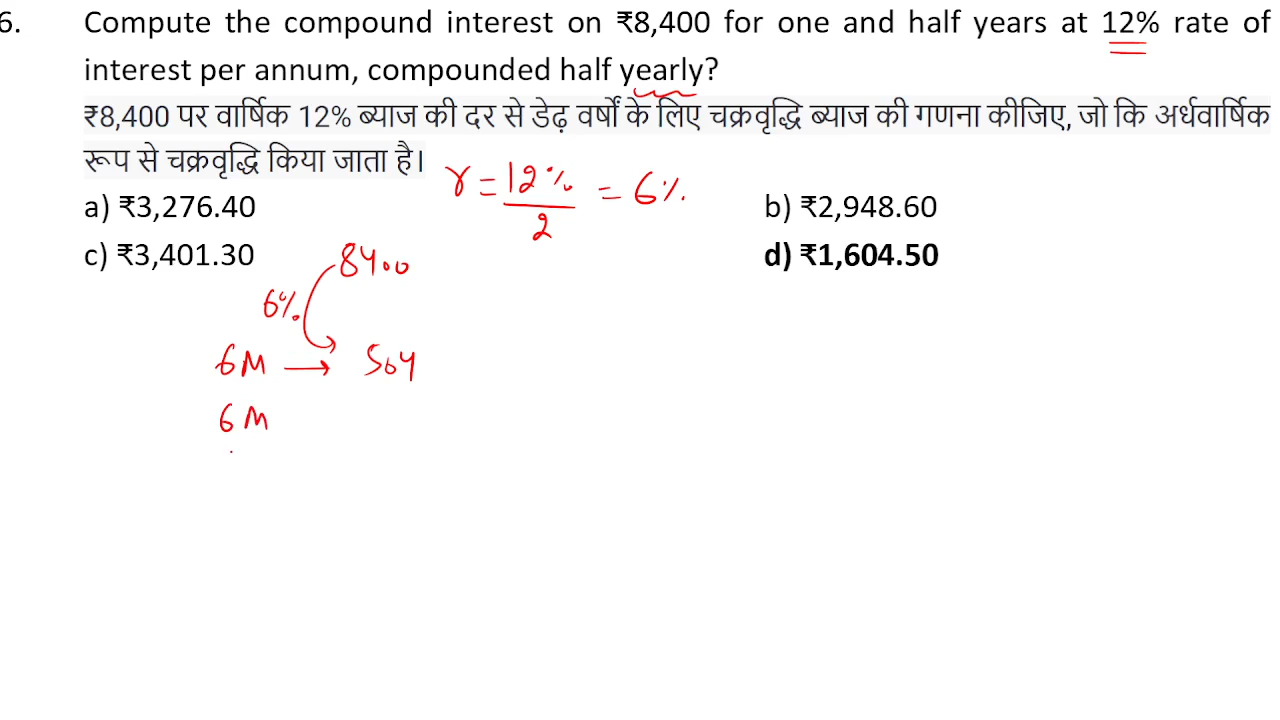 6. Compute the compound interest on ₹8,400 for one and half years at 12% rate of
interest per annum, compounded half yearly?
₹8,400 पर वार्षिक 12% ब्याज की दर से डेढ़ वर्षों के लिए चक्रवृद्धि ब्याज की गणना कीजिए, जो कि अर्धवार्षिक
रूप से चक्रवृद्धि किया जाता है।
r = 12%/2 = 6%
a) ₹3,276.40 b) ₹2,948.60
c) ₹3,401.30 d) ₹1,604.50
8400
6%
6M → 504
6M